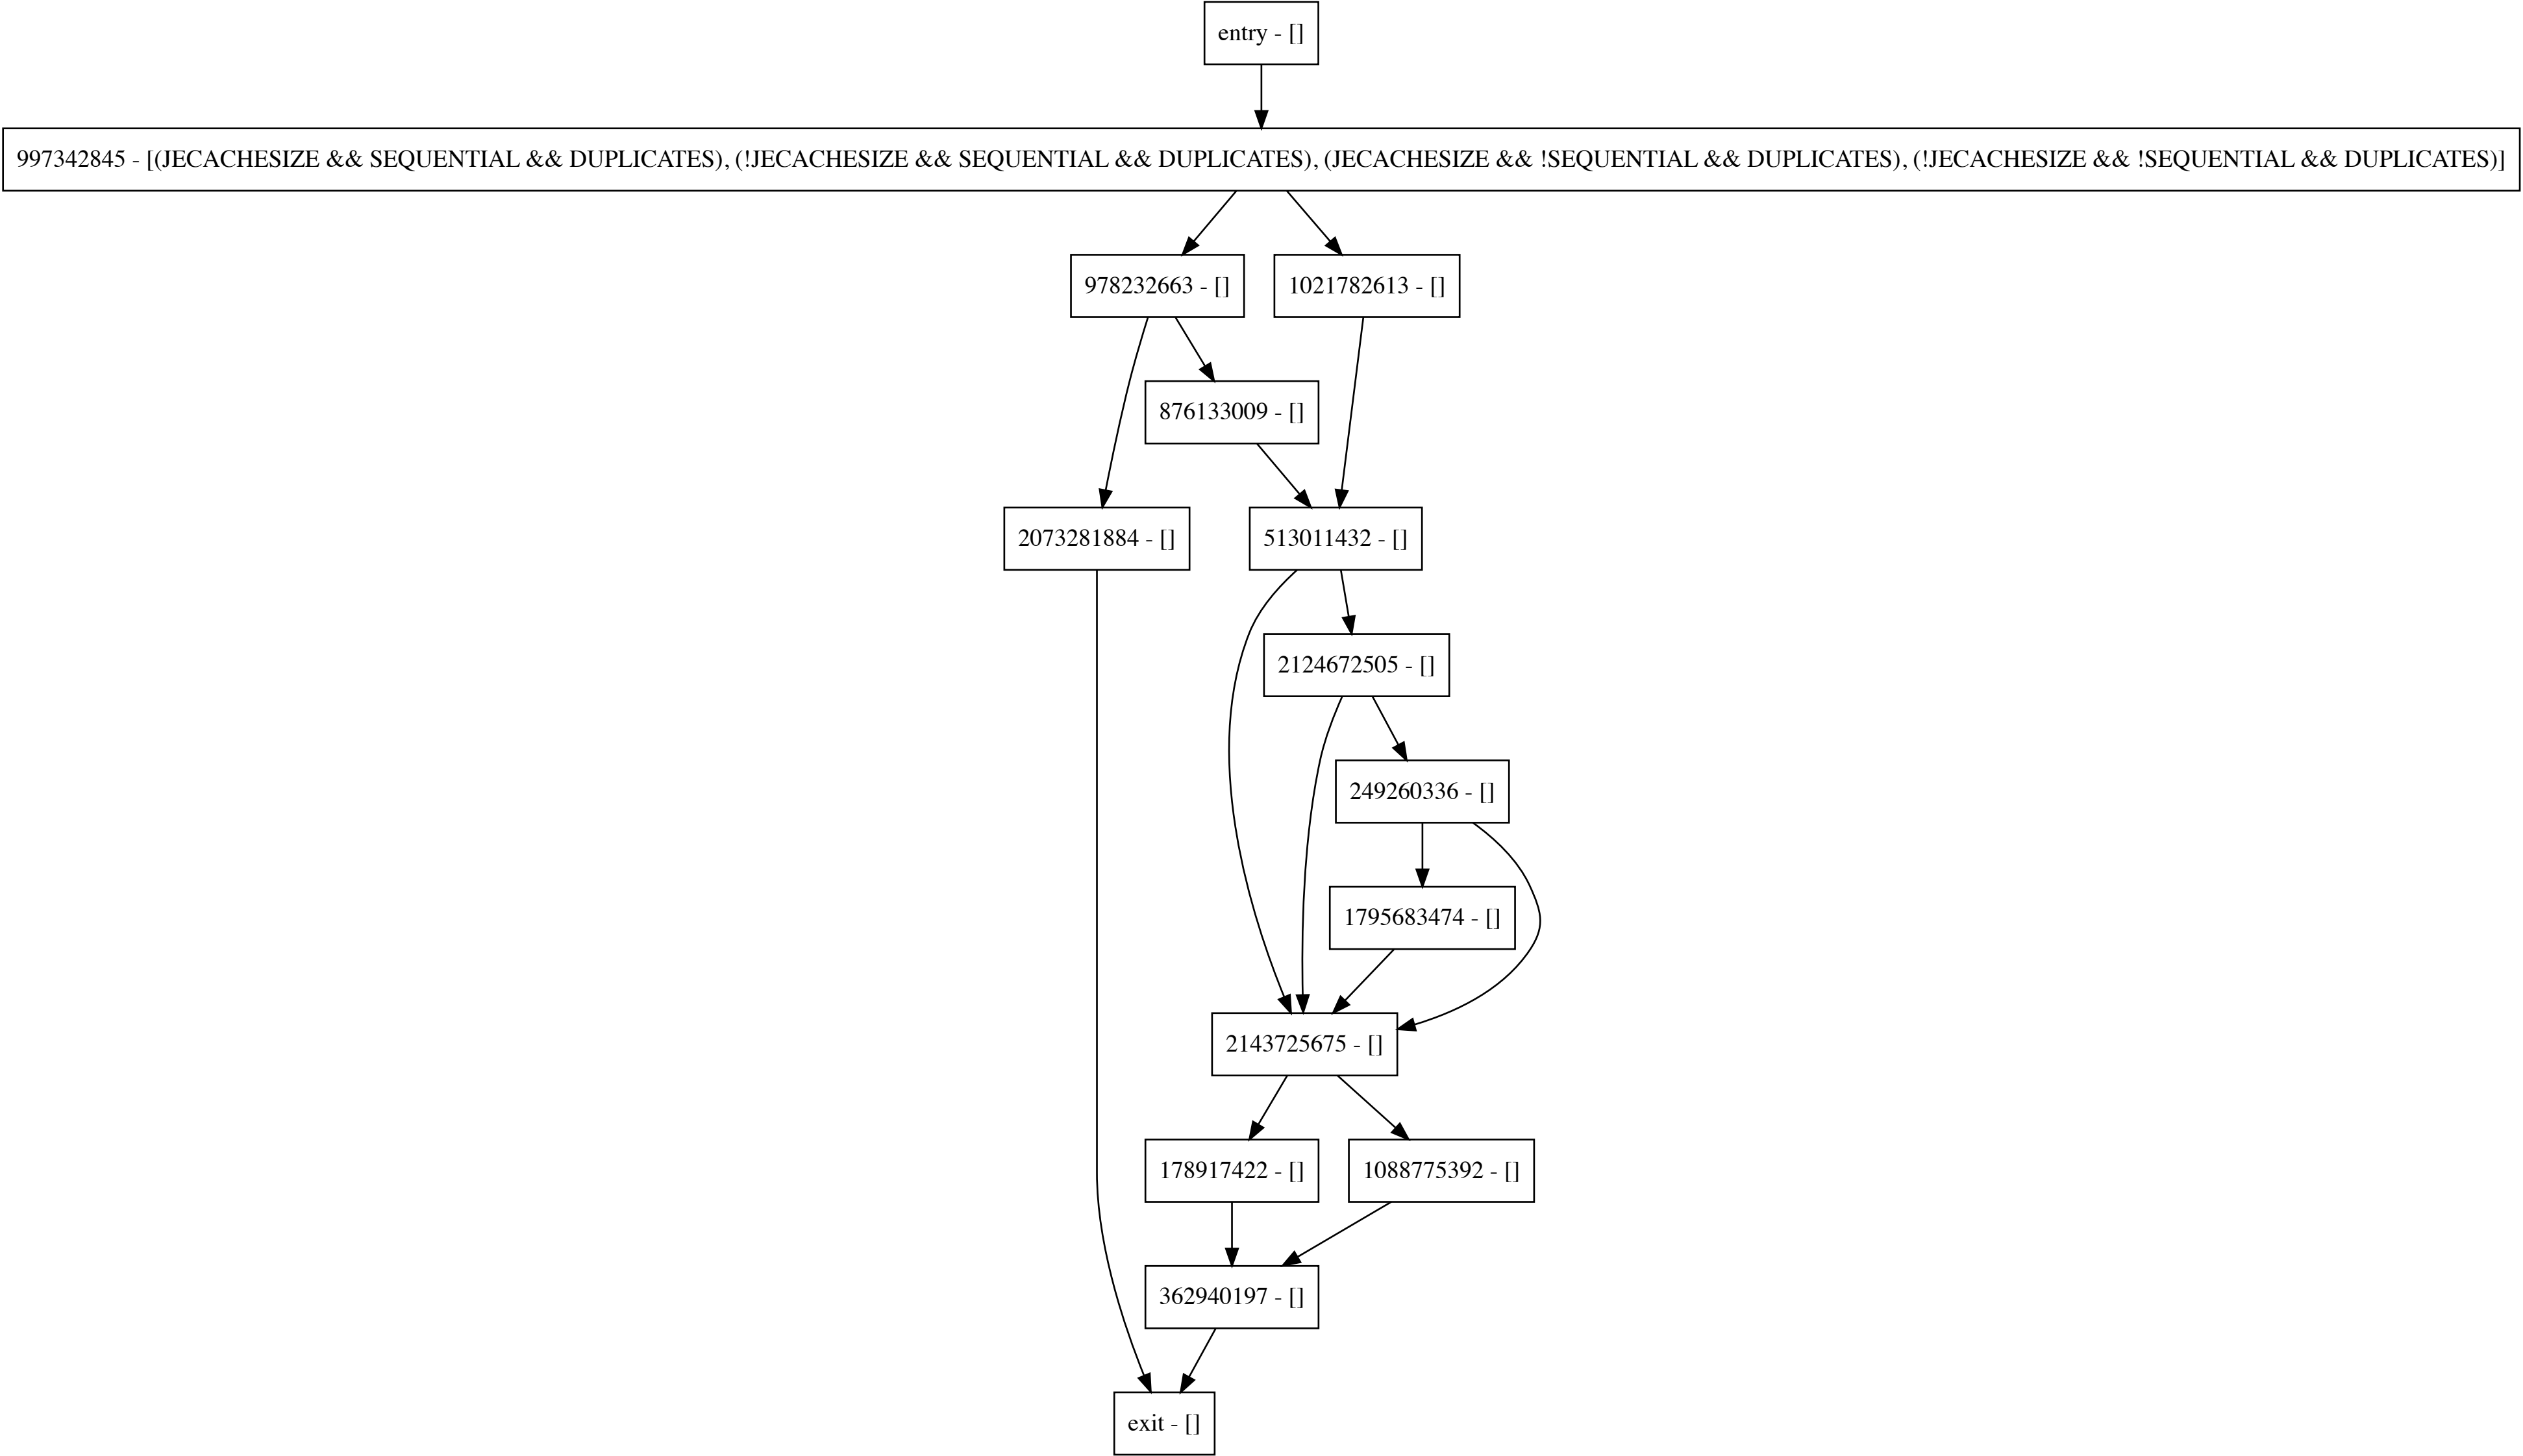 entry - []
997342845 - [(JECACHESIZE && SEQUENTIAL && DUPLICATES), (!JECACHESIZE && SEQUENTIAL && DUPLICATES), (JECACHESIZE && !SEQUENTIAL && DUPLICATES), (!JECACHESIZE && !SEQUENTIAL && DUPLICATES)]
978232663 - []
1021782613 - []
876133009 - []
2073281884 - []
513011432 - []
2124672505 - []
249260336 - []
1795683474 - []
2143725675 - []
178917422 - []
1088775392 - []
362940197 - []
exit - []